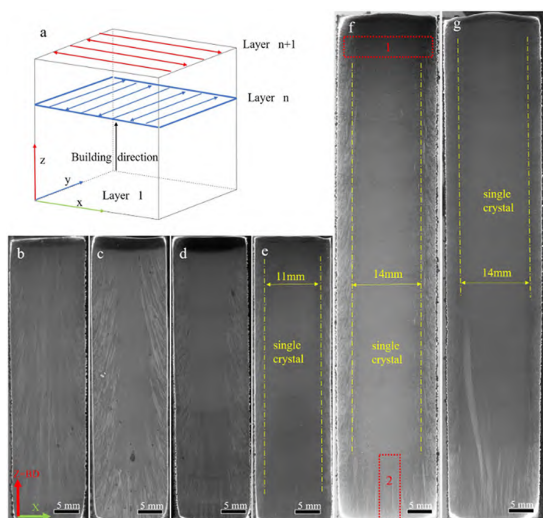 a
Layer n+1
Layer n
Building direction
Layer 1
z
y
x
b
c
d
e
11mm
single
crystal
5 mm
5 mm
5 mm
5 mm
X
f
1
14mm
single
crystal
2
5 mm
g
single
crystal
14mm
5 mm